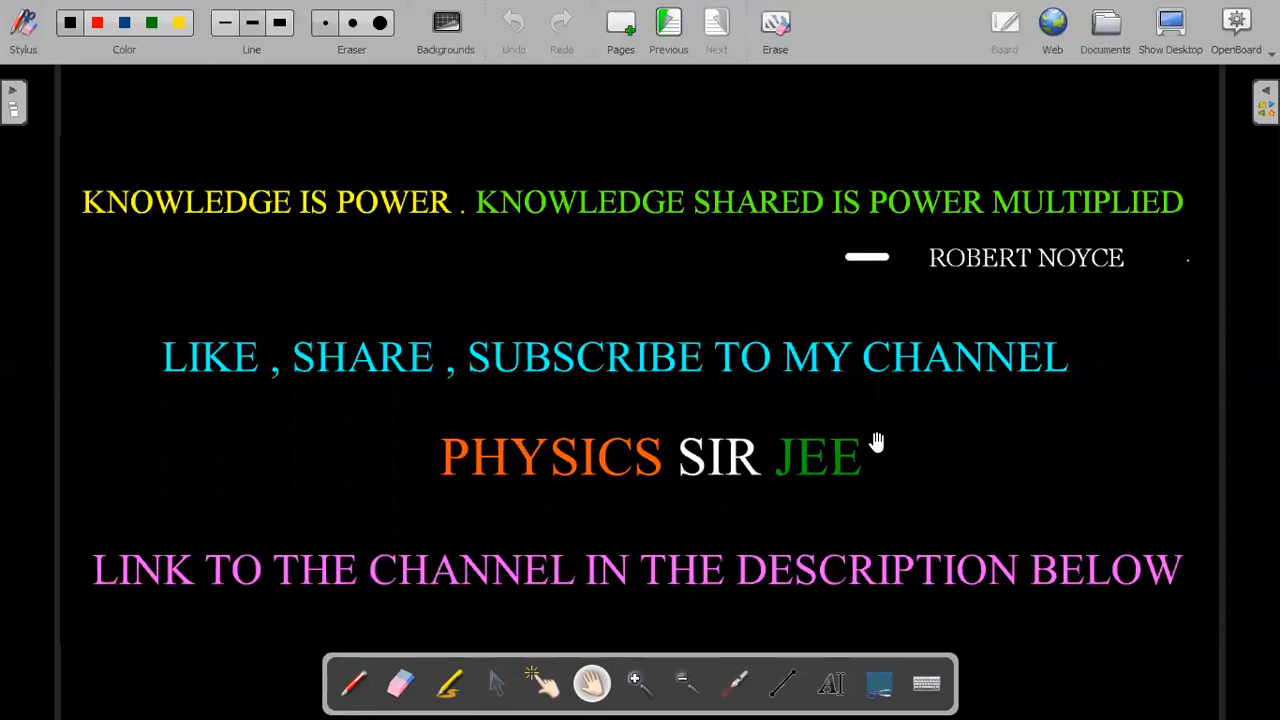 Stylus Color Line Eraser Backgrounds Undo Redo Pages Previous Next Erase Board Web Documents Show Desktop OpenBoard
KNOWLEDGE IS POWER . KNOWLEDGE SHARED IS POWER MULTIPLIED
— ROBERT NOYCE .
LIKE , SHARE , SUBSCRIBE TO MY CHANNEL
PHYSICS SIR JEE
LINK TO THE CHANNEL IN THE DESCRIPTION BELOW
AI